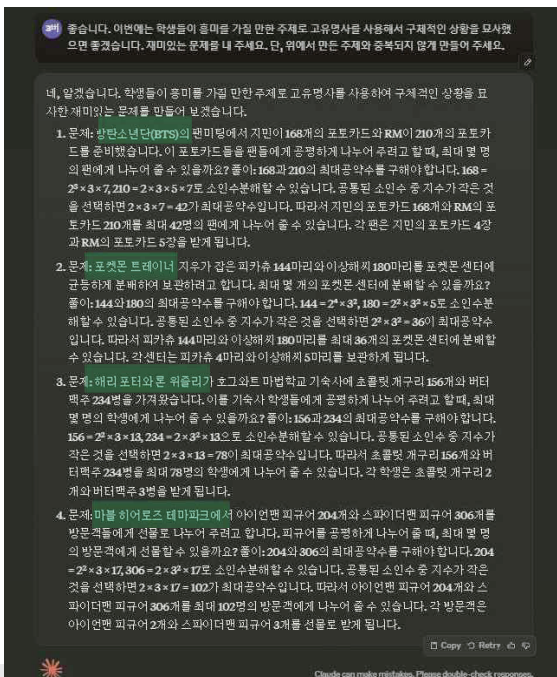 좋습니다. 이번에는 학생들이 흥미를 가질 만한 주제로 고유명사를 사용해서 구체적인 상황을 묘사했
으면 좋겠습니다. 재미있는 문제를 내 주세요. 단, 위에서 만든 주제와 중복되지 않게 만들어 주세요.
네, 알겠습니다. 학생들이 흥미를 가질 만한 주제로 고유명사를 사용하여 구체적인 상황을 묘
사한 재미있는 문제를 만들어 보겠습니다.
1. 문제: 방탄소년단(BTS)의 팬미팅에서 지민이 168개의 포토카드와 RM이 210개의 포토카
드를 준비했습니다. 이 포토카드들을 팬들에게 공평하게 나누어 주려고 할 때, 최대 몇 명
의 팬에게 나누어 줄 수 있을까요? 풀이: 168과 210의 최대공약수를 구해야 합니다. 168 =
2³ × 3 × 7, 210 = 2 × 3 × 5 × 7로 소인수분해할 수 있습니다. 공통된 소인수 중 지수가 작은 것
을 선택하면 2 × 3 × 7 = 42가 최대공약수입니다. 따라서 지민의 포토카드 168개와 RM의 포
토카드 210개를 최대 42명의 팬에게 나누어 줄 수 있습니다. 각 팬은 지민의 포토카드 4장
과 RM의 포토카드 5장을 받게 됩니다.
2. 문제: 포켓몬 트레이너 지우가 잡은 피카츄 144마리와 이상해씨 180마리를 포켓몬 센터에
균등하게 분배하여 보관하려고 합니다. 최대 몇 개의 포켓몬 센터에 분배할 수 있을까요?
풀이: 144와 180의 최대공약수를 구해야 합니다. 144 = 2⁴ × 3², 180 = 2² × 3² × 5로 소인수분
해할 수 있습니다. 공통된 소인수 중 지수가 작은 것을 선택하면 2² × 3² = 36이 최대공약수
입니다. 따라서 피카츄 144마리와 이상해씨 180마리를 최대 36개의 포켓몬 센터에 분배할
수 있습니다. 각 센터는 피카츄 4마리와 이상해씨 5마리를 보관하게 됩니다.
3. 문제: 해리 포터와 론 위즐리가 호그와트 마법학교 기숙사에 초콜릿 개구리 156개와 버터
맥주 234병을 가져왔습니다. 이를 기숙사 학생들에게 공평하게 나누어 주려고 할 때, 최대
몇 명의 학생에게 나누어 줄 수 있을까요? 풀이: 156과 234의 최대공약수를 구해야 합니다.
156 = 2² × 3 × 13, 234 = 2 × 3² × 13으로 소인수분해할 수 있습니다. 공통된 소인수 중 지수가
작은 것을 선택하면 2 × 3 × 13 = 78이 최대공약수입니다. 따라서 초콜릿 개구리 156개와 버
터맥주 234병을 최대 78명의 학생에게 나누어 줄 수 있습니다. 각 학생은 초콜릿 개구리 2
개와 버터맥주 3병을 받게 됩니다.
4. 문제: 마블 히어로즈 테마파크에서 아이언맨 피규어 204개와 스파이더맨 피규어 306개를
방문객들에게 선물로 나누어 주려고 합니다. 피규어를 공평하게 나누어 줄 때, 최대 몇 명
의 방문객에게 선물할 수 있을까요? 풀이: 204와 306의 최대공약수를 구해야 합니다. 204
= 2² × 3 × 17, 306 = 2 × 3² × 17로 소인수분해할 수 있습니다. 공통된 소인수 중 지수가 작은
것을 선택하면 2 × 3 × 17 = 102가 최대공약수입니다. 따라서 아이언맨 피규어 204개와 스
파이더맨 피규어 306개를 최대 102명의 방문객에게 나누어 줄 수 있습니다. 각 방문객은
아이언맨 피규어 2개와 스파이더맨 피규어 3개를 선물로 받게 됩니다.
Copy Retry
Claude can make mistakes. Please double-check responses.